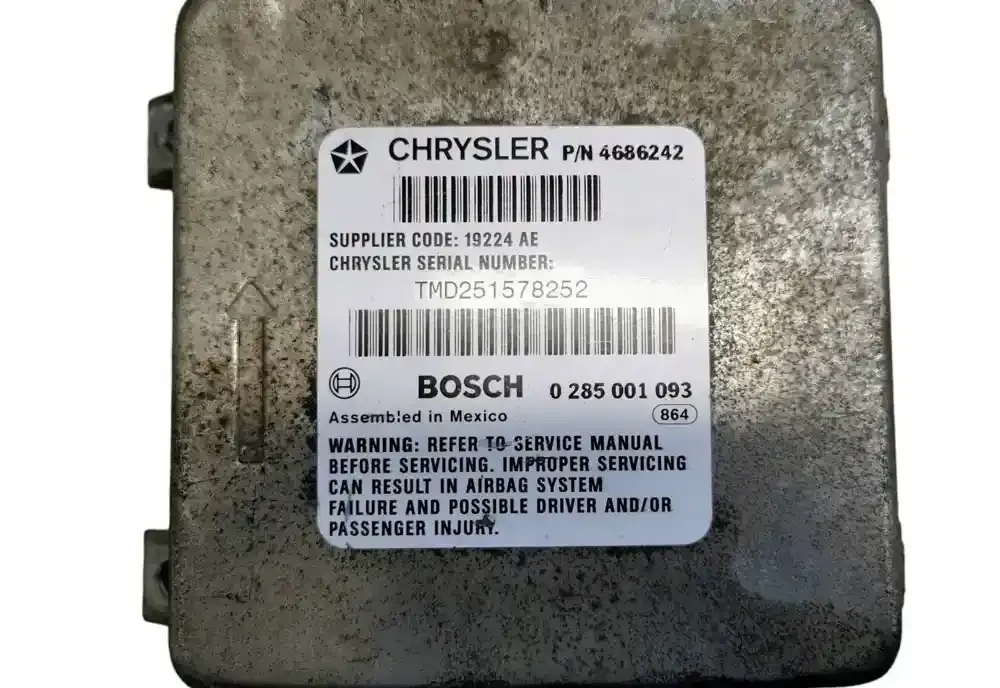 CHRYSLER P/N 4686242
SUPPLIER CODE: 19224 AE
CHRYSLER SERIAL NUMBER:
TMD251578252
BOSCH 0 285 001 093
Assembled in Mexico 864
WARNING: REFER TO SERVICE MANUAL
BEFORE SERVICING. IMPROPER SERVICING
CAN RESULT IN AIRBAG SYSTEM
FAILURE AND POSSIBLE DRIVER AND/OR
PASSENGER INJURY.